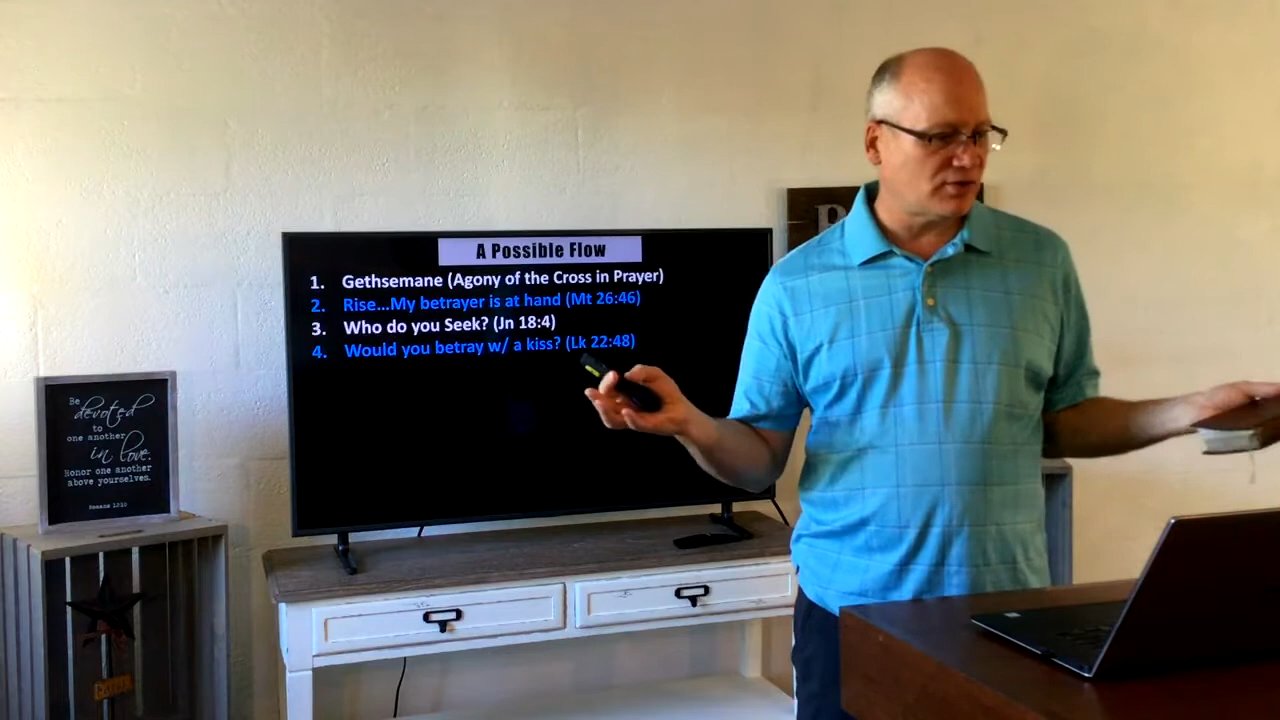 A Possible Flow
1. Gethsemane (Agony of the Cross in Prayer)
2. Rise...My betrayer is at hand (Mt 26:46)
3. Who do you Seek? (Jn 18:4)
4. Would you betray w/ a kiss? (Lk 22:48)
Be
devoted
to
one another
in love.
Honor one another
above yourselves.
Romans 12:10